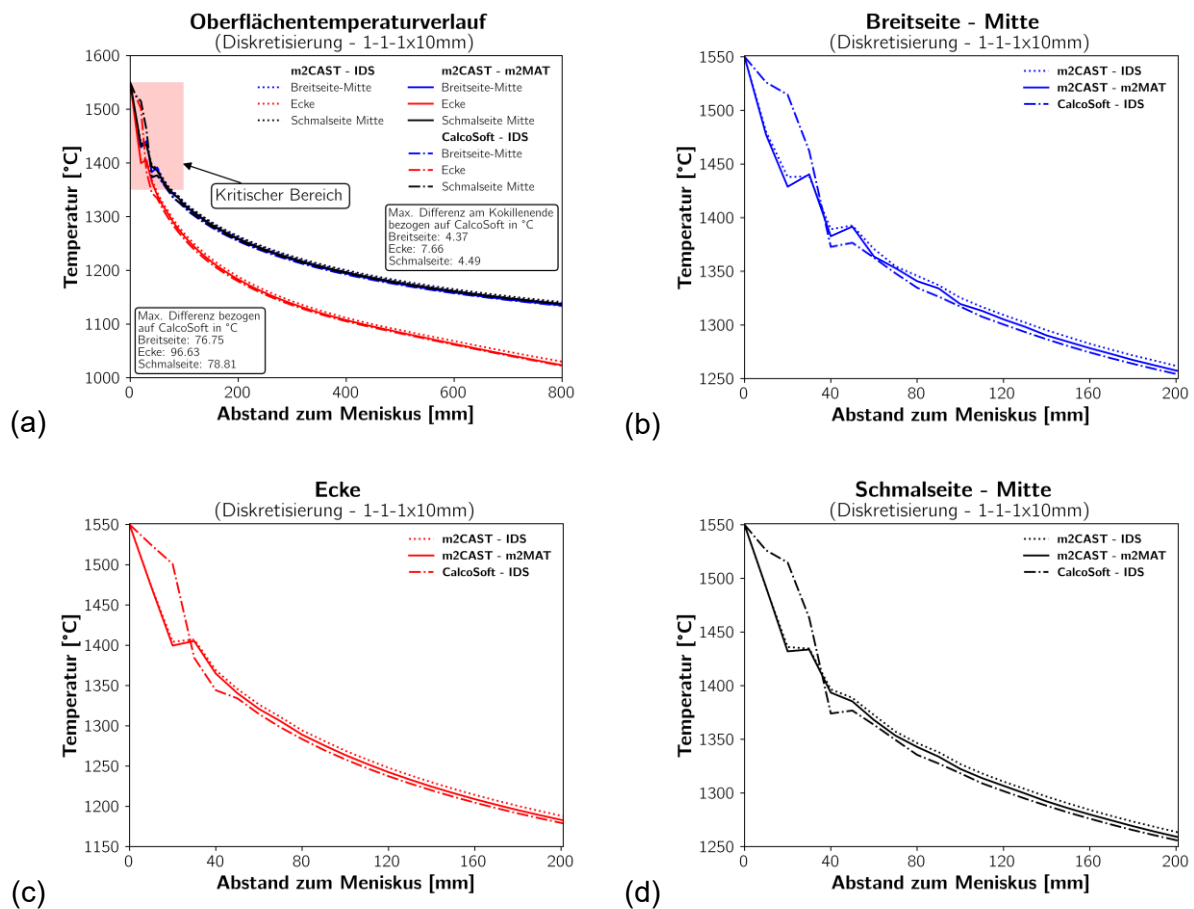 Oberflächentemperaturverlauf
(Diskretisierung - 1-1-1x10mm)
1600
1500
1400
1300
1200
1100
1000
0
200
400
600
800
Temperatur [°C]
Abstand zum Meniskus [mm]
m2CAST - IDS
Breitseite-Mitte
Ecke
Schmalseite Mitte
m2CAST - m2MAT
Breitseite-Mitte
Ecke
Schmalseite Mitte
CalcoSoft - IDS
Breitseite-Mitte
Ecke
Schmalseite Mitte
Kritischer Bereich
Max. Differenz am Kokillenende
bezogen auf CalcoSoft in °C
Breitseite: 4.37
Ecke: 7.66
Schmalseite: 4.49
Max. Differenz bezogen
auf CalcoSoft in °C
Breitseite: 76.75
Ecke: 96.63
Schmalseite: 78.81
(a)
Breitseite - Mitte
(Diskretisierung - 1-1-1x10mm)
1550
1500
1450
1400
1350
1300
1250
0
40
80
120
160
200
Temperatur [°C]
Abstand zum Meniskus [mm]
m2CAST - IDS
m2CAST - m2MAT
CalcoSoft - IDS
(b)
Ecke
(Diskretisierung - 1-1-1x10mm)
1550
1500
1450
1400
1350
1300
1250
1200
1150
0
40
80
120
160
200
Temperatur [°C]
Abstand zum Meniskus [mm]
m2CAST - IDS
m2CAST - m2MAT
CalcoSoft - IDS
(c)
Schmalseite - Mitte
(Diskretisierung - 1-1-1x10mm)
1550
1500
1450
1400
1350
1300
1250
0
40
80
120
160
200
Temperatur [°C]
Abstand zum Meniskus [mm]
m2CAST - IDS
m2CAST - m2MAT
CalcoSoft - IDS
(d)